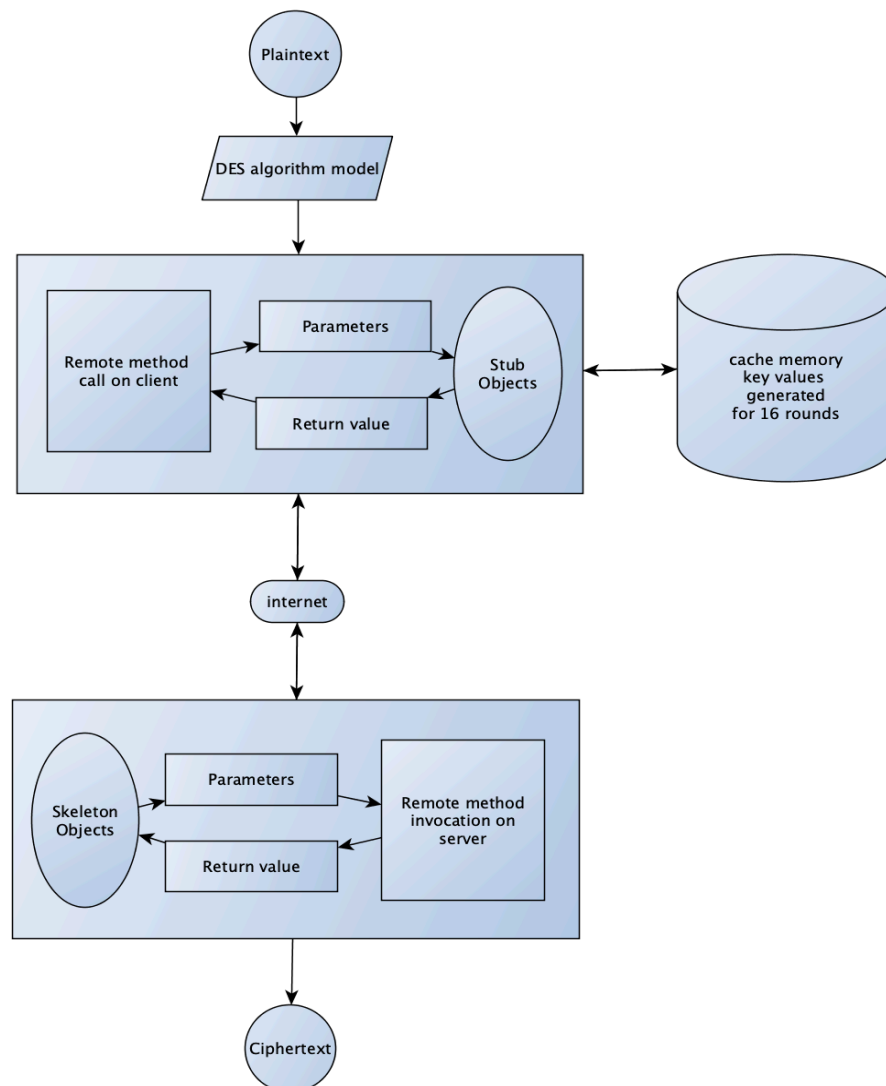 Plaintext
DES algorithm model
Remote method
call on client
Parameters
Return value
Stub
Objects
cache memory
key values
generated
for 16 rounds
internet
Skeleton
Objects
Parameters
Return value
Remote method
invocation on
server
Ciphertext